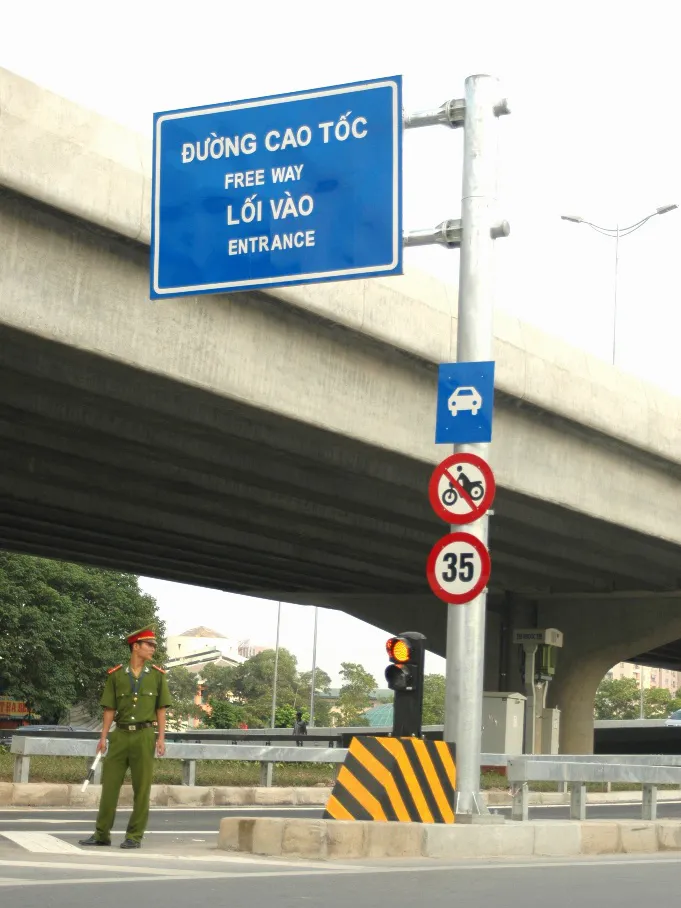 ĐƯỜNG CAO TỐC
FREE WAY
LỐI VÀO
ENTRANCE
35